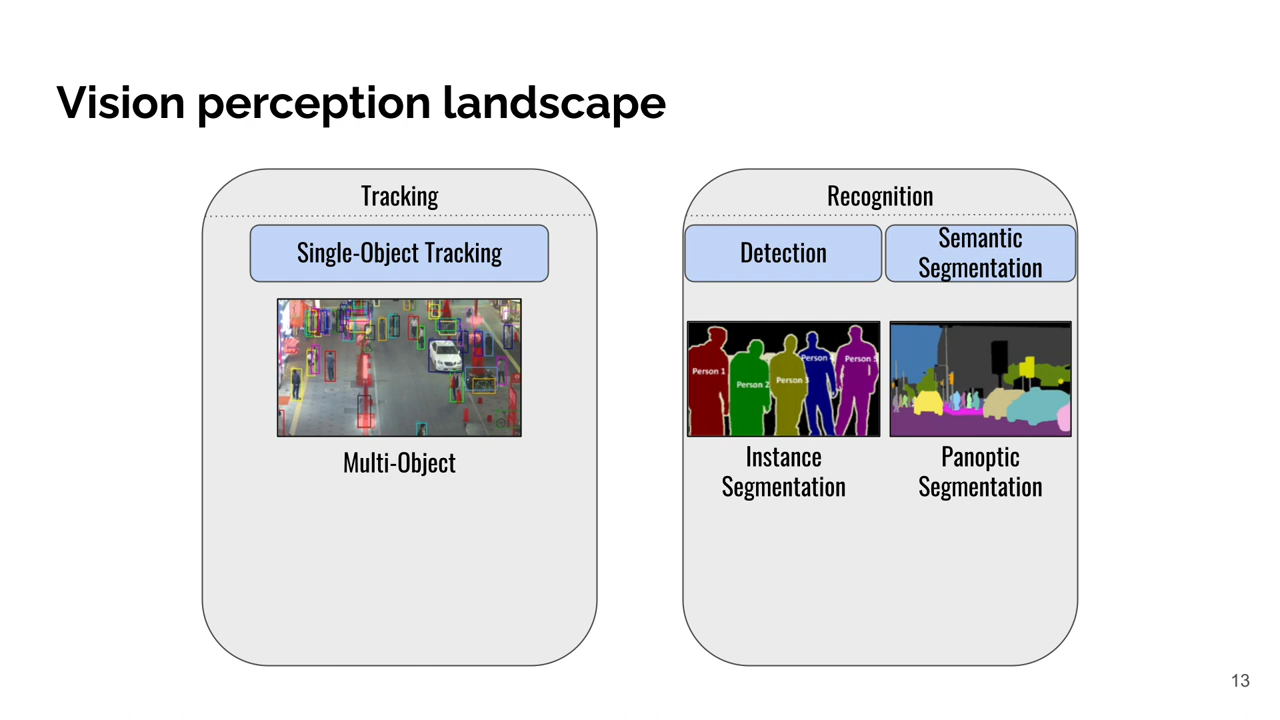 Vision perception landscape
Tracking
Single-Object Tracking
Multi-Object
Recognition
Detection
Semantic
Segmentation
Person 1
Person 2
Person 3
Person 4
Person 5
Instance
Segmentation
Panoptic
Segmentation
13